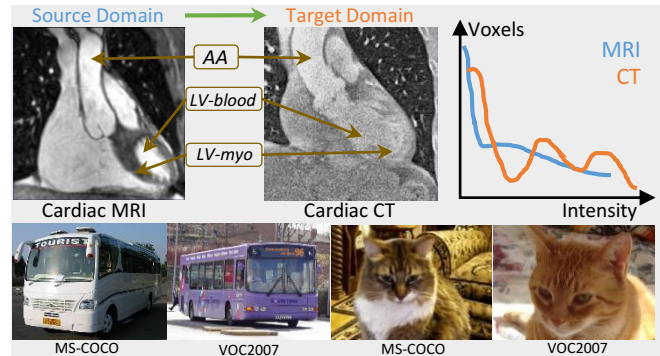 Source Domain
Target Domain
AA
LV-blood
LV-myo
Voxels
MRI
CT
Cardiac MRI
Cardiac CT
Intensity
TOURIST
96
MS-COCO
VOC2007
MS-COCO
VOC2007